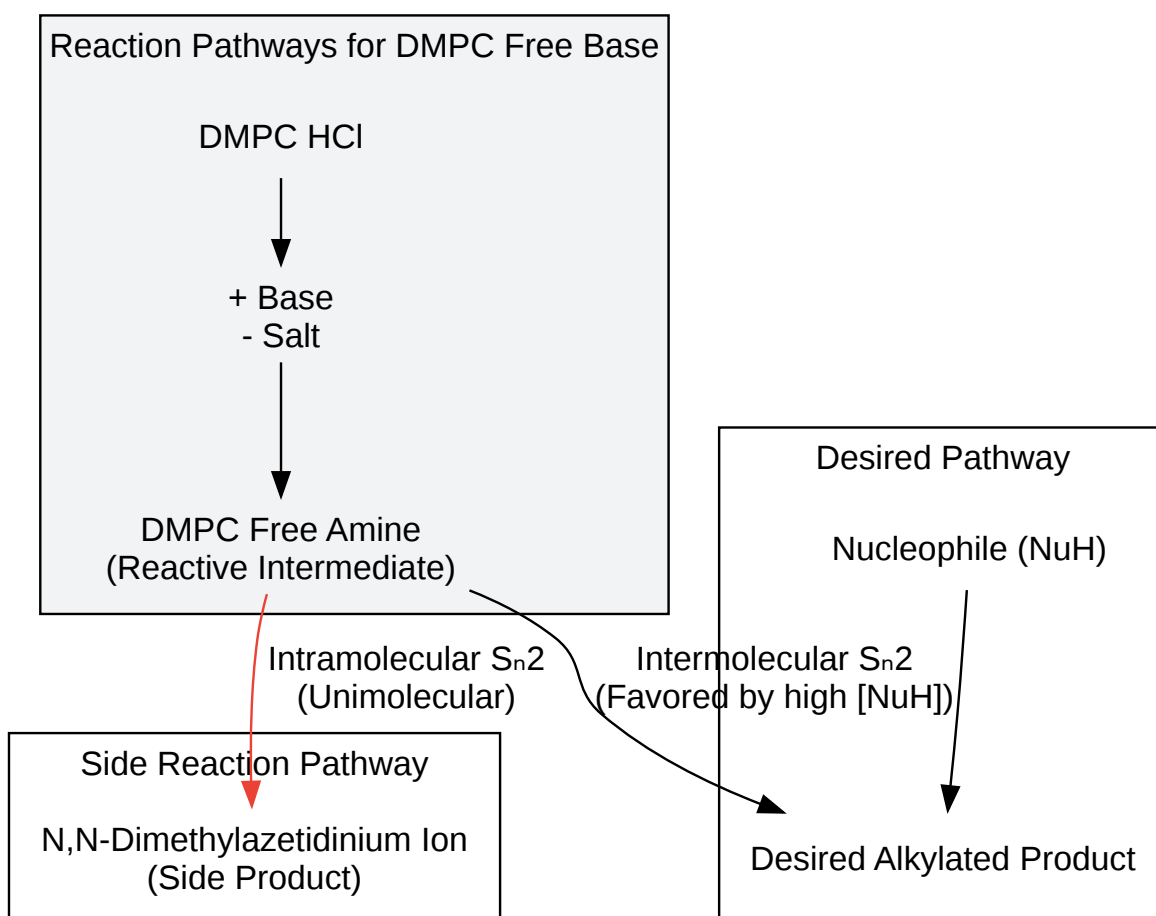 Reaction Pathways for DMPC Free Base
DMPC HCl
+ Base
- Salt
DMPC Free Amine
(Reactive Intermediate)
Desired Pathway
Nucleophile (NuH)
Intramolecular Sₙ2
(Unimolecular)
Intermolecular Sₙ2
(Favored by high [NuH])
Side Reaction Pathway
N,N-Dimethylazetidinium Ion
(Side Product)
Desired Alkylated Product